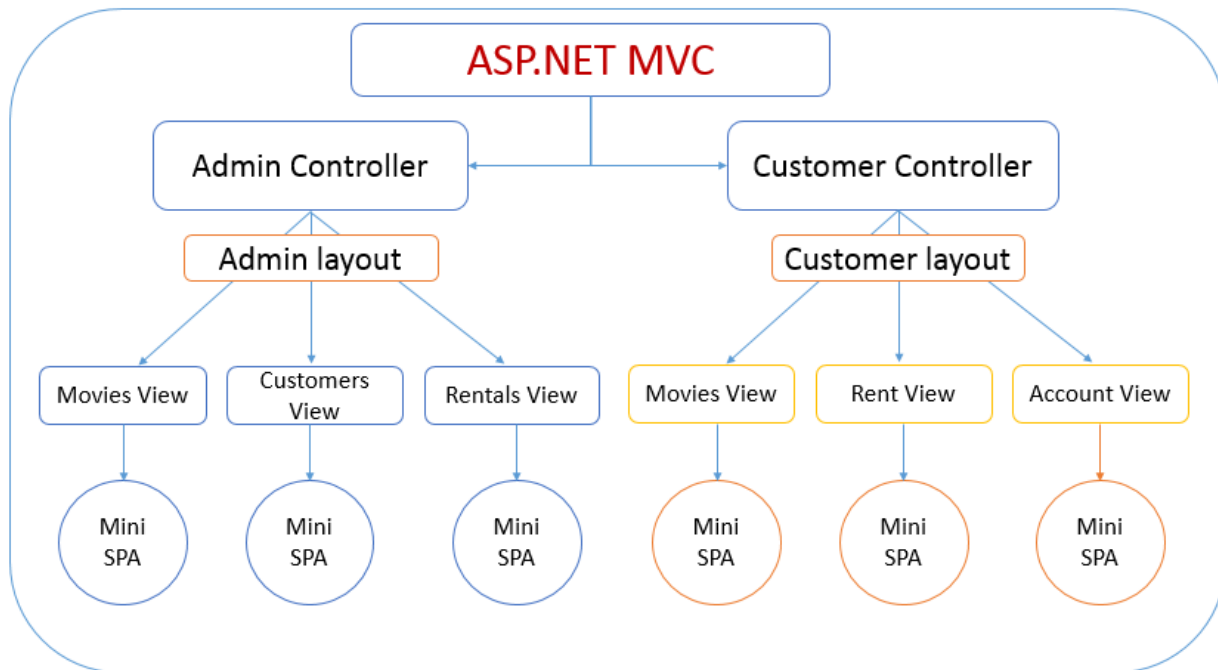 ASP.NET MVC
Admin Controller
Customer Controller
Admin layout
Customer layout
Movies View
Customers
View
Rentals View
Movies View
Rent View
Account View
Mini
SPA
Mini
SPA
Mini
SPA
Mini
SPA
Mini
SPA
Mini
SPA